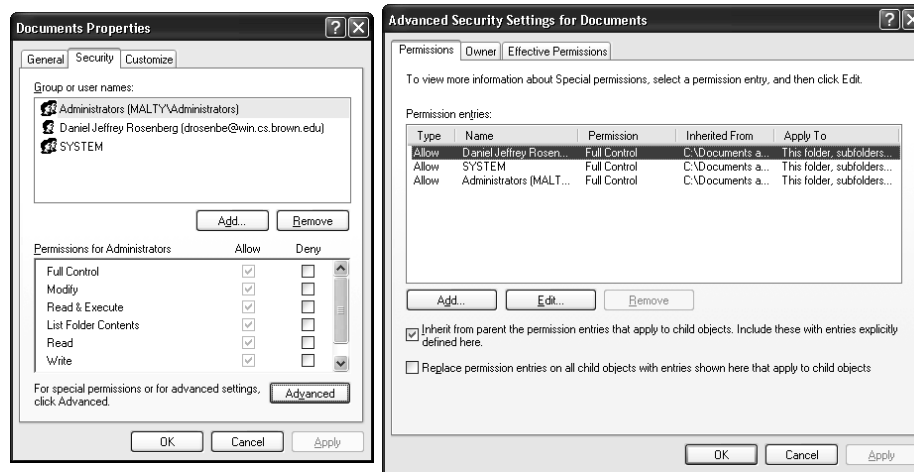 Documents Properties
General Security Customize
Group or user names:
Administrators (MALTY\Administrators)
Daniel Jeffrey Rosenberg (drosenbe@win.cs.brown.edu)
SYSTEM
Add... Remove
Permissions for Administrators Allow Deny
Full Control
Modify
Read & Execute
List Folder Contents
Read
Write
For special permissions or for advanced settings,
click Advanced.
Advanced
OK Cancel Apply
Advanced Security Settings for Documents
Permissions Owner Effective Permissions
To view more information about Special permissions, select a permission entry, and then click Edit.
Permission entries:
Type Name Permission Inherited From Apply To
Allow Daniel Jeffrey Rosen... Full Control C:\Documents a... This folder, subfolders...
Allow SYSTEM Full Control C:\Documents a... This folder, subfolders...
Allow Administrators (MALT... Full Control C:\Documents a... This folder, subfolders...
Add... Edit... Remove
Inherit from parent the permission entries that apply to child objects. Include these with entries explicitly
defined here.
Replace permission entries on all child objects with entries shown here that apply to child objects
OK Cancel Apply